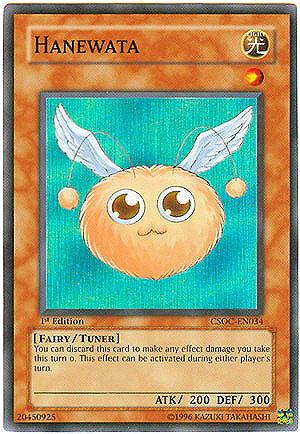 HANEWATA
光
1st Edition
CSOC-EN034
[FAIRY/TUNER]
You can discard this card to make any effect damage you take
this turn 0. This effect can be activated during either player's
turn.
ATK/ 200 DEF/ 300
20450925
©1996 KAZUKI TAKAHASHI